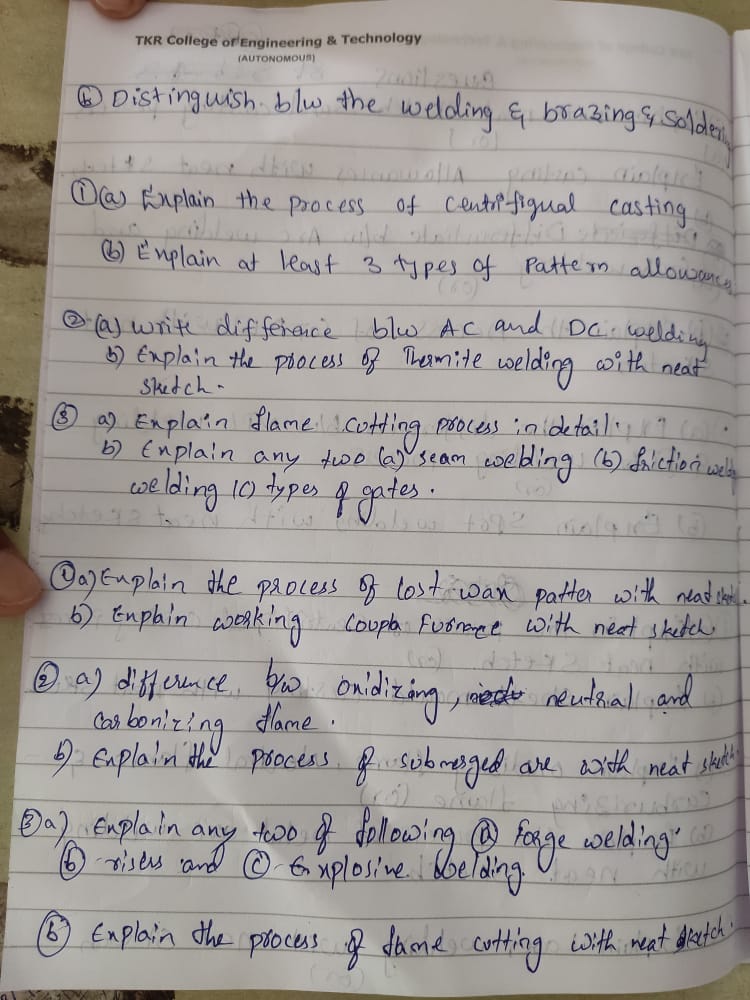 TKR College of Engineering & Technology
(AUTONOMOUS)
(b) Distinguish b/w the welding & brazing & soldering
① (a) Explain the process of centrifigual casting
(b) Explain at least 3 types of Pattern allowances
② (a) write difference b/w AC and DC. welding
b) Explain the process of Thermite welding with neat
sketch.
③ a) Explain flame cutting process in detail.
b) Explain any two (a) seam welding (b) friction weld
welding (c) types of gates.
① a) Explain the process of lost wax patter with neat sketch.
b) Explain working Coupla Furnace with neat sketch.
② a) difference b/w oxidizing, neutral and
carbonizing flame.
b) Explain the process of submerged are with neat sketch.
③ a) Explain any two of following ⓐ Forge welding.
ⓑ risers and ⓒ Explosive Welding.
ⓑ Explain the process of flame cutting with neat sketch.